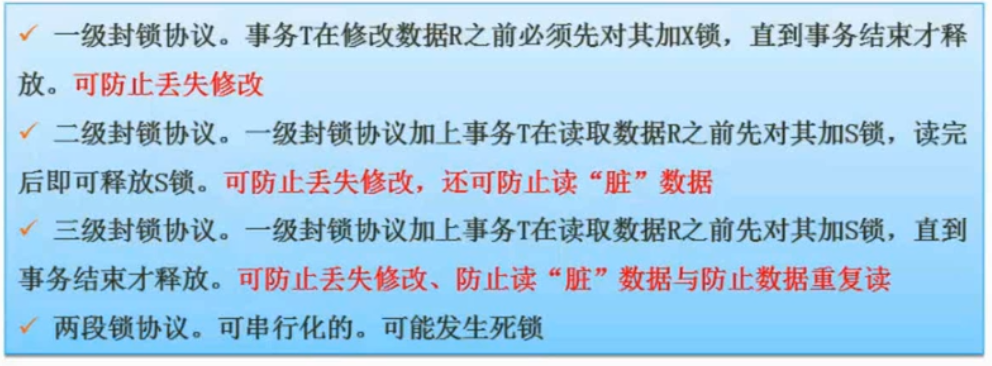 ✓ 一级封锁协议。事务T在修改数据R之前必须先对其加X锁，直到事务结束才释
放。可防止丢失修改
✓ 二级封锁协议。一级封锁协议加上事务T在读取数据R之前先对其加S锁，读完
后即可释放S锁。可防止丢失修改，还可防止读“脏”数据
✓ 三级封锁协议。一级封锁协议加上事务T在读取数据R之前先对其加S锁，直到
事务结束才释放。可防止丢失修改、防止读“脏”数据与防止数据重复读
✓ 两段锁协议。可串行化的。可能发生死锁